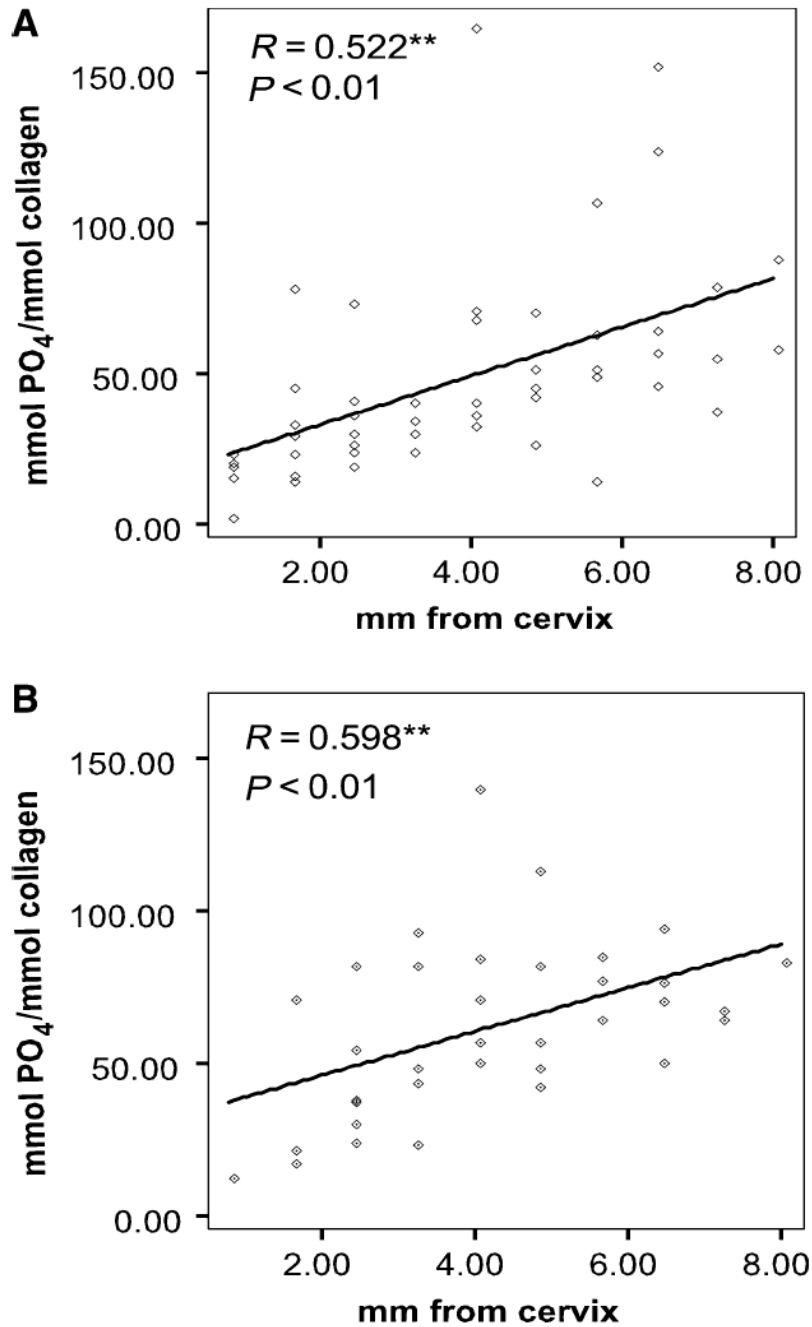 A
R = 0.522**
P < 0.01
mmol PO4/mmol collagen
150.00
100.00
50.00
0.00
2.00 4.00 6.00 8.00
mm from cervix
B
R = 0.598**
P < 0.01
mmol PO4/mmol collagen
150.00
100.00
50.00
0.00
2.00 4.00 6.00 8.00
mm from cervix